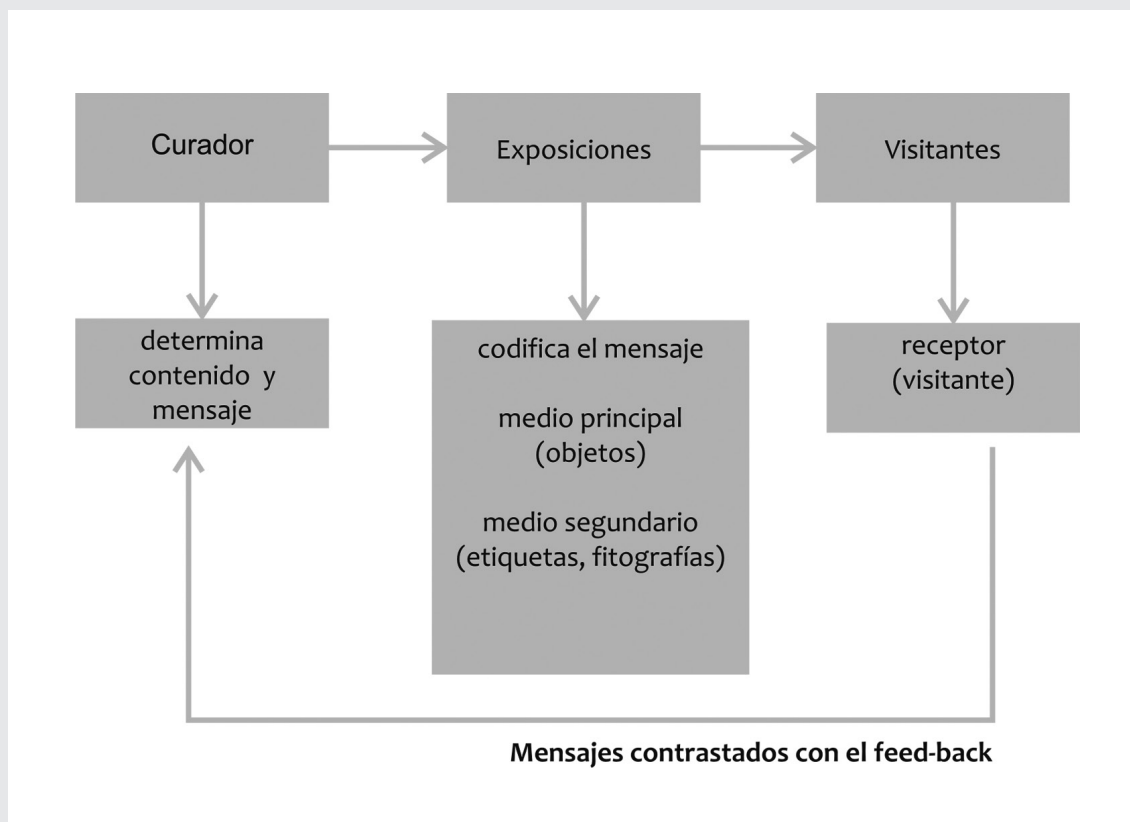 Curador
Exposiciones
Visitantes
determina
contenido y
mensaje
codifica el mensaje
medio principal
(objetos)
medio segundario
(etiquetas, fitografías)
receptor
(visitante)
Mensajes contrastados con el feed-back